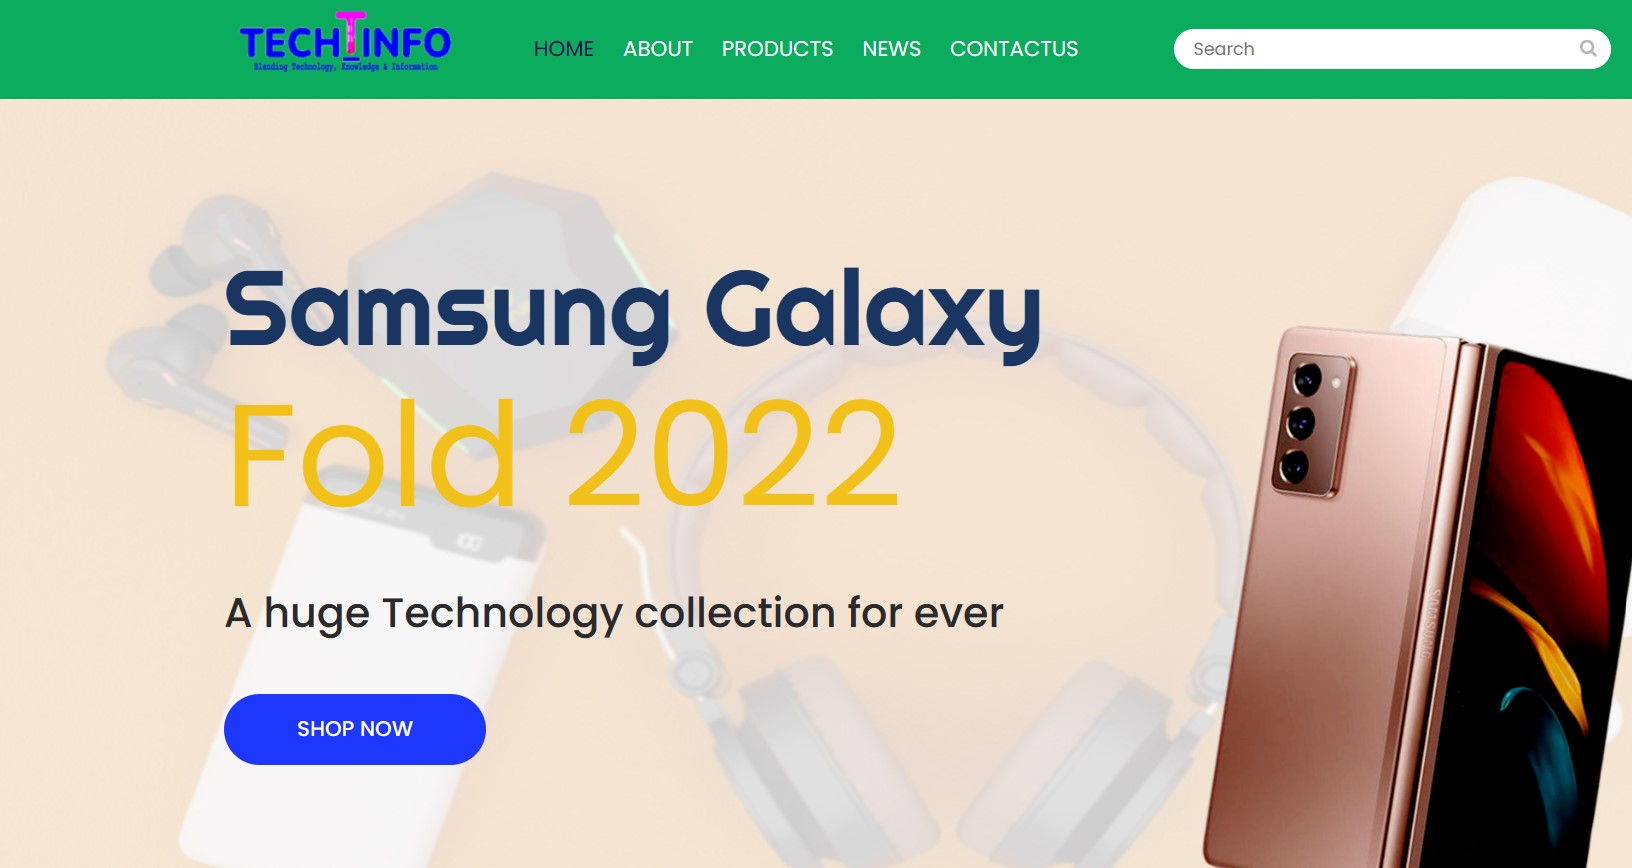 TECHTINFO
Blending Technology, Knowladge & Information
HOME ABOUT PRODUCTS NEWS CONTACTUS
Search
Samsung Galaxy
Fold 2022
A huge Technology collection for ever
SHOP NOW
SAMSUNG